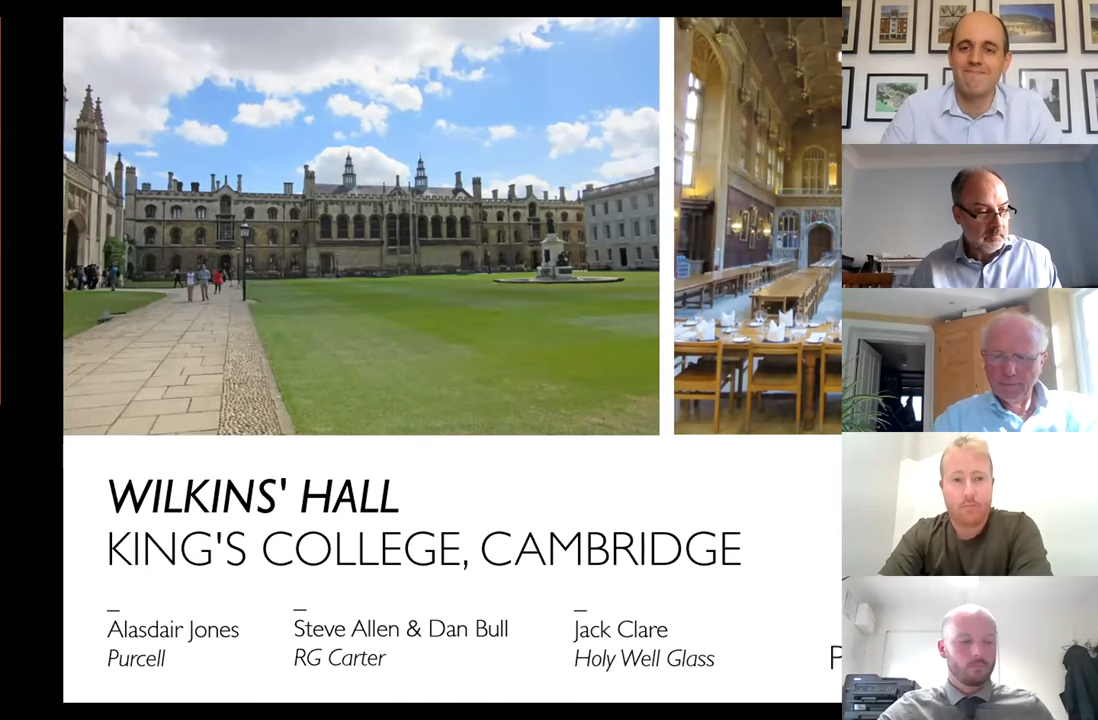 WILKINS' HALL
KING'S COLLEGE, CAMBRIDGE
Alasdair Jones
Purcell
Steve Allen & Dan Bull
RG Carter
Jack Clare
Holy Well Glass
P